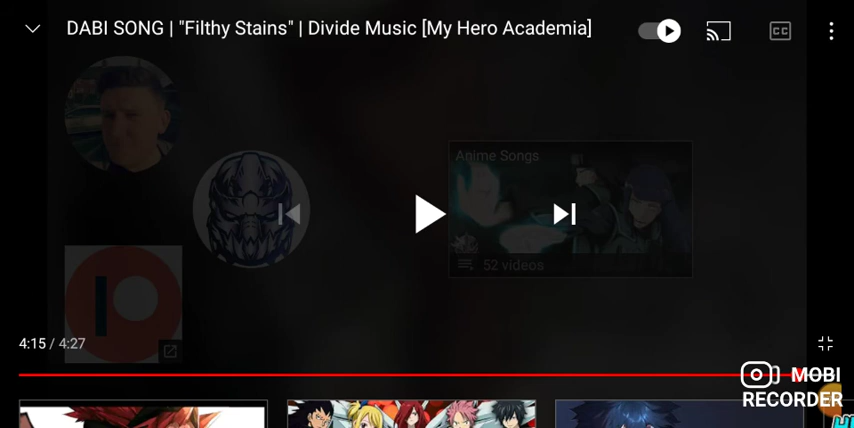 DABI SONG | "Filthy Stains" | Divide Music [My Hero Academia]
CC
Anime Songs
52 videos
4:15 / 4:27
MOBI
RECORDER